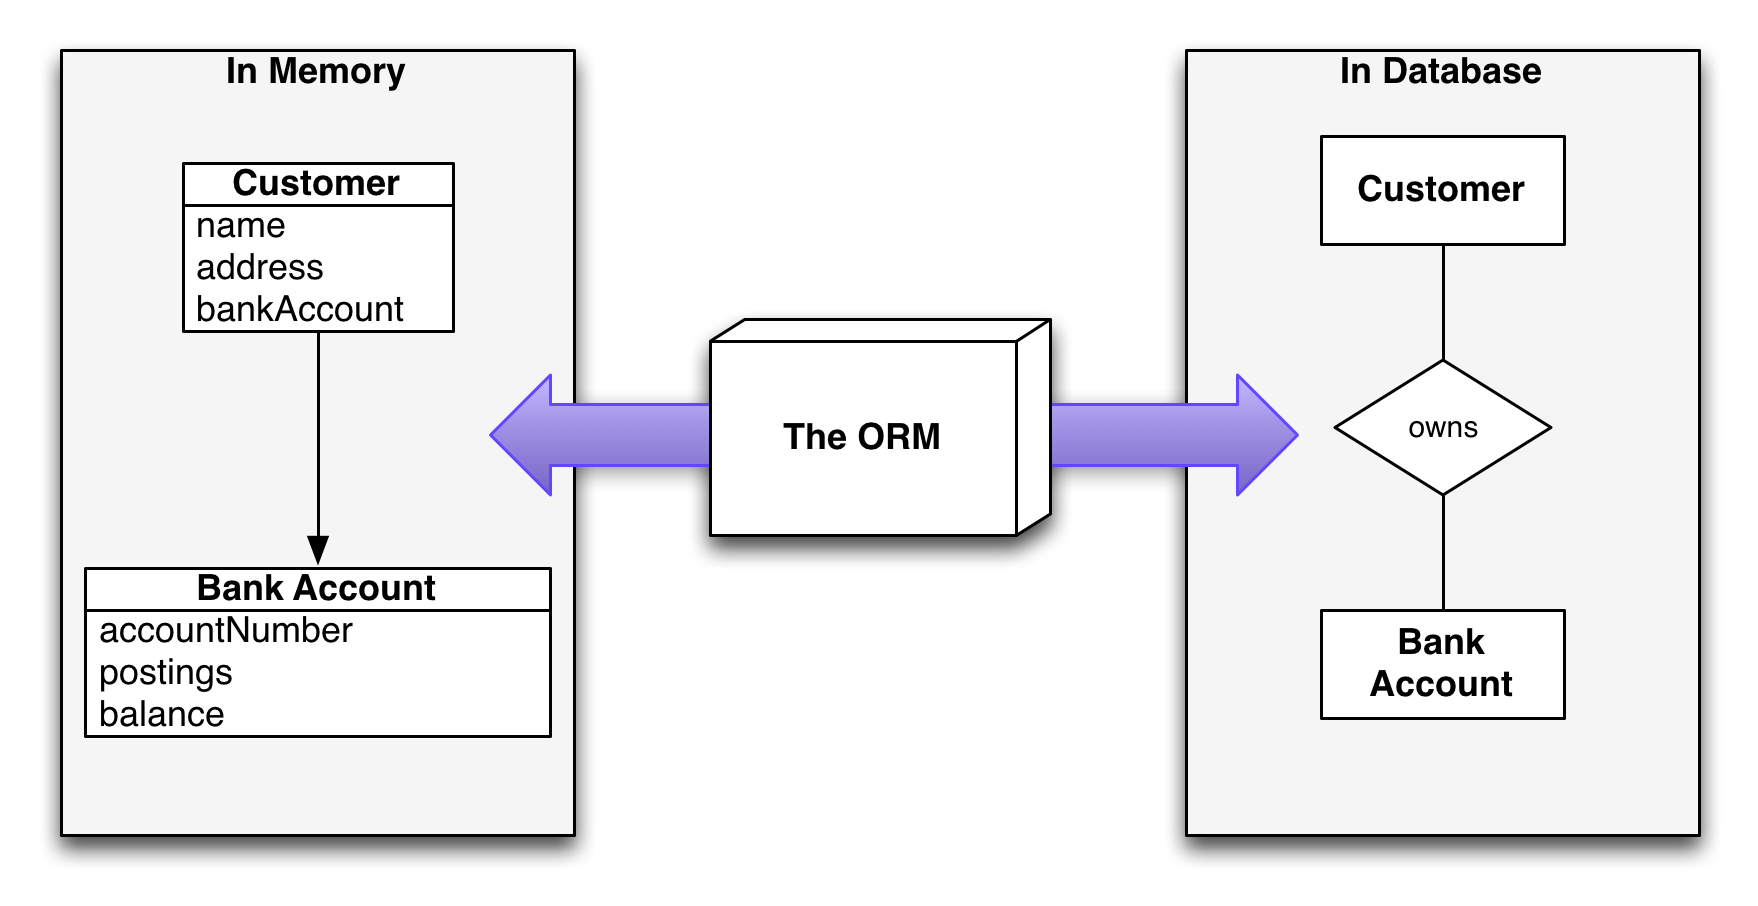 In Memory
Customer
name
address
bankAccount
Bank Account
accountNumber
postings
balance
The ORM
In Database
Customer
owns
Bank
Account